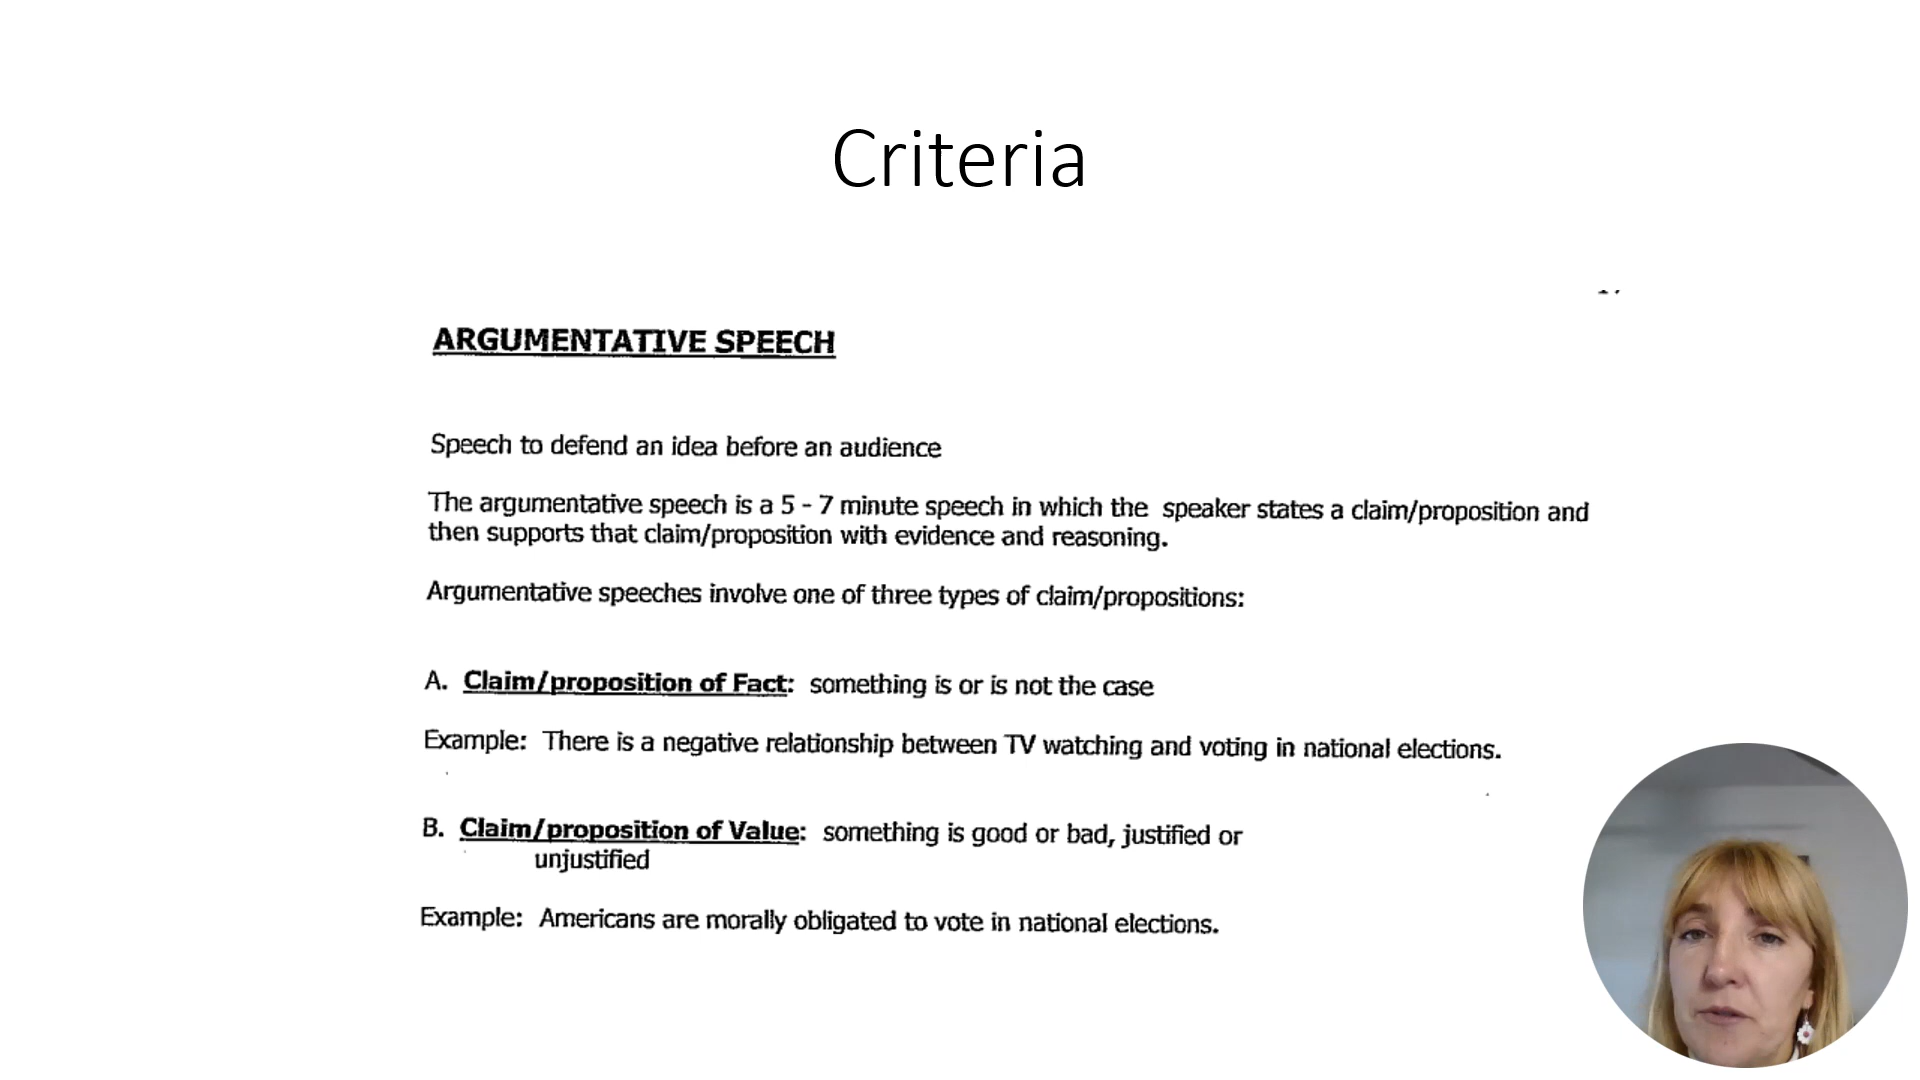 Criteria
ARGUMENTATIVE SPEECH
Speech to defend an idea before an audience
The argumentative speech is a 5 - 7 minute speech in which the speaker states a claim/proposition and
then supports that claim/proposition with evidence and reasoning.
Argumentative speeches involve one of three types of claim/propositions:
A. Claim/proposition of Fact: something is or is not the case
Example: There is a negative relationship between TV watching and voting in national elections.
B. Claim/proposition of Value: something is good or bad, justified or
unjustified
Example: Americans are morally obligated to vote in national elections.